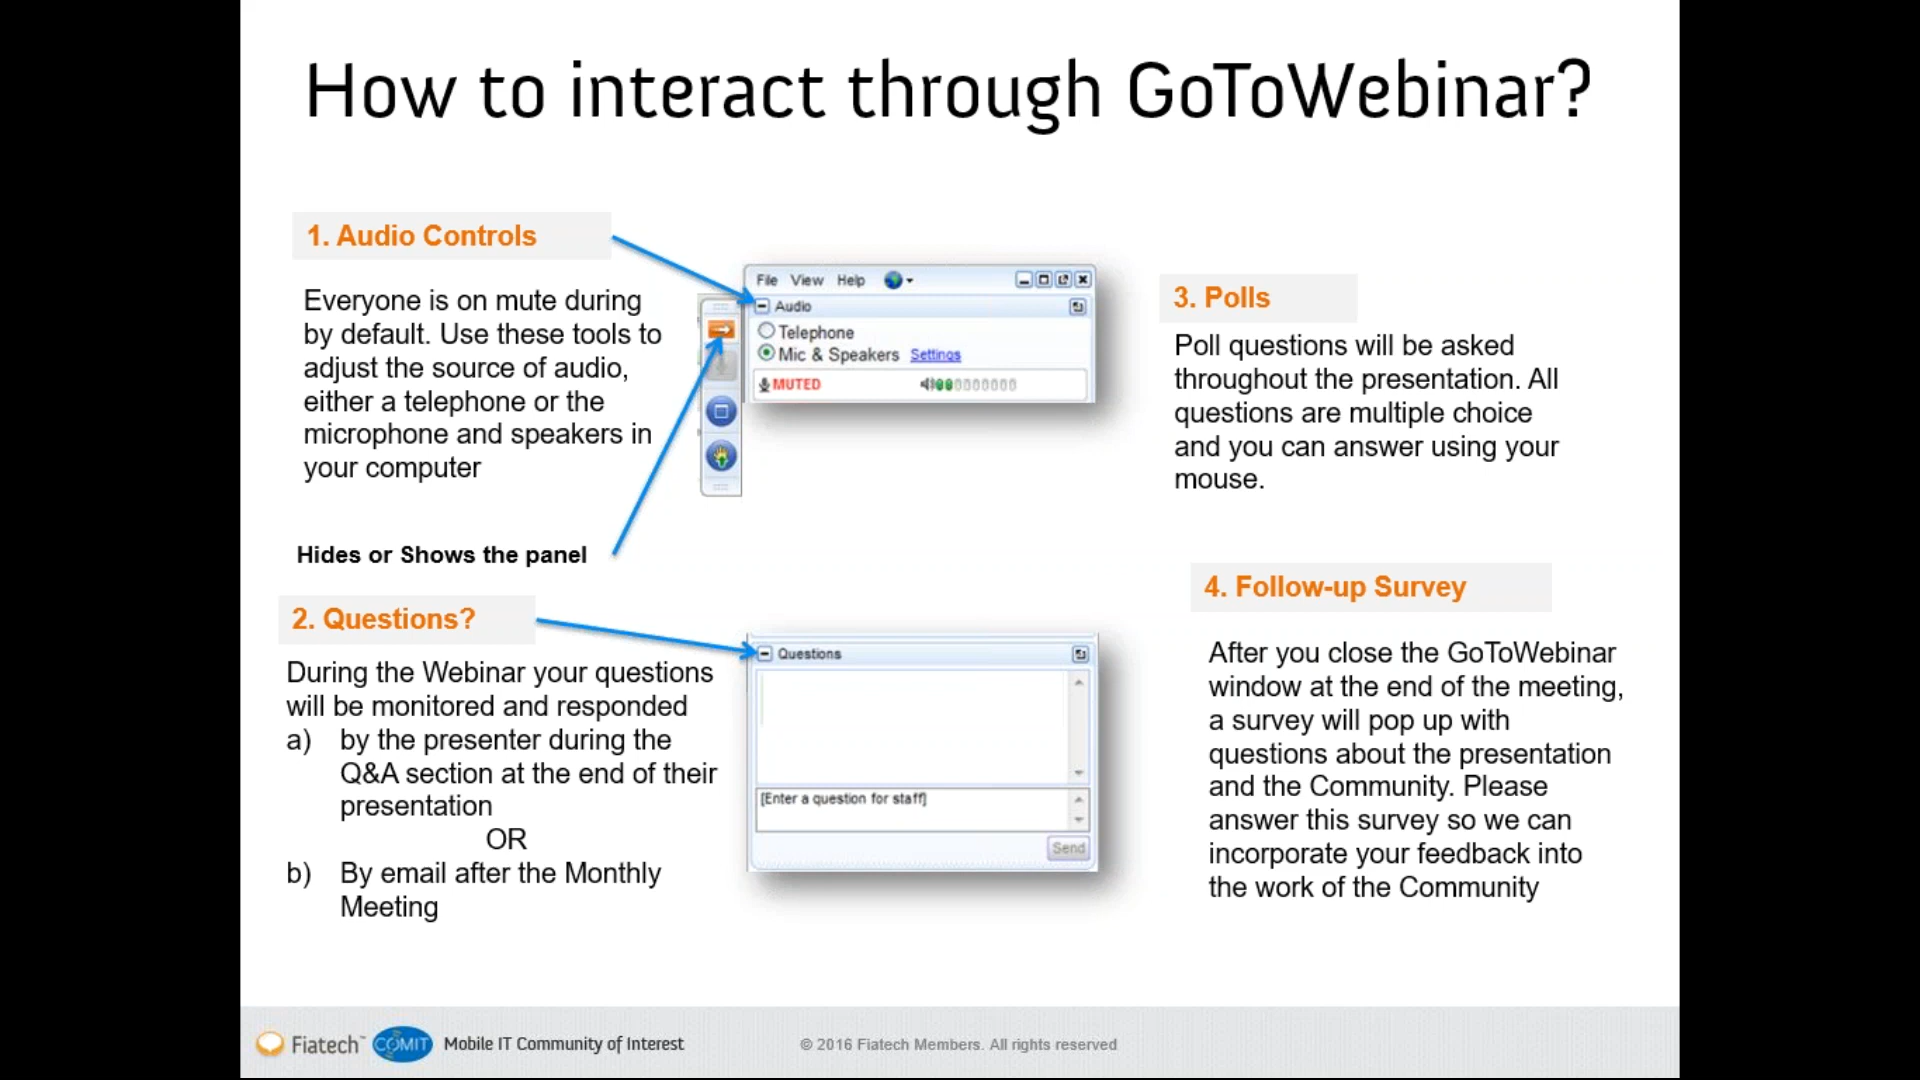 How to interact through GoToWebinar?
1. Audio Controls
Everyone is on mute during
by default. Use these tools to
adjust the source of audio,
either a telephone or the
microphone and speakers in
your computer
Hides or Shows the panel
File View Help
Audio
Telephone
Mic & Speakers Settings
MUTED
2. Questions?
During the Webinar your questions
will be monitored and responded
a) by the presenter during the
Q&A section at the end of their
presentation
OR
b) By email after the Monthly
Meeting
Questions
[Enter a question for staff]
Send
3. Polls
Poll questions will be asked
throughout the presentation. All
questions are multiple choice
and you can answer using your
mouse.
4. Follow-up Survey
After you close the GoToWebinar
window at the end of the meeting,
a survey will pop up with
questions about the presentation
and the Community. Please
answer this survey so we can
incorporate your feedback into
the work of the Community
Fiatech™ COMIT Mobile IT Community of Interest
© 2016 Fiatech Members. All rights reserved